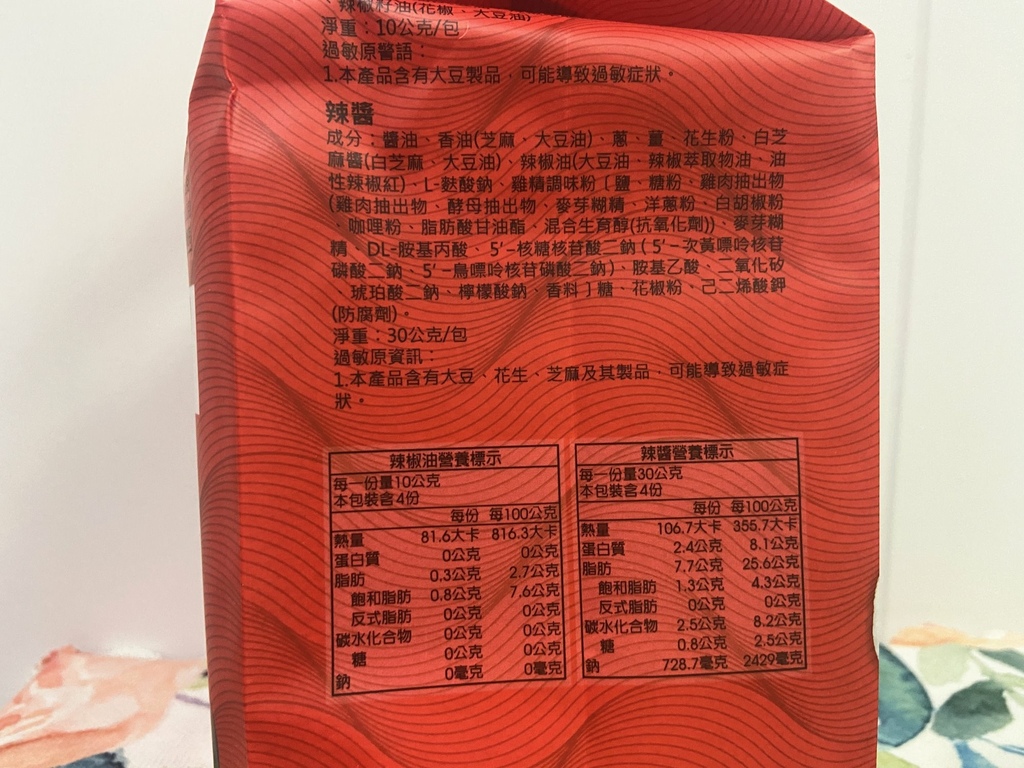 、辣椒籽油(花椒、大豆油)
淨重：10公克/包
過敏原警語：
1.本產品含有大豆製品，可能導致過敏症狀。
辣醬
成分：醬油、香油(芝麻、大豆油)、蔥、薑、花生粉、白芝
麻醬(白芝麻、大豆油)、辣椒油(大豆油、辣椒萃取物油、油
性辣椒紅)、L-麩酸鈉、雞精調味粉〔鹽、糖粉、雞肉抽出物
(雞肉抽出物、酵母抽出物、麥芽糊精、洋蔥粉、白胡椒粉
、咖哩粉、脂肪酸甘油酯、混合生育醇(抗氧化劑))、麥芽糊
精、DL-胺基丙酸、5'-核糖核苷酸二鈉(5'-次黃嘌呤核苷
磷酸二鈉、5'-鳥嘌呤核苷磷酸二鈉)、胺基乙酸、二氧化矽
、琥珀酸二鈉、檸檬酸鈉、香料〕糖、花椒粉、己二烯酸鉀
(防腐劑)。
淨重：30公克/包
過敏原資訊：
1.本產品含有大豆、花生、芝麻及其製品，可能導致過敏症
狀。
辣椒油營養標示
每一份量10公克
本包裝含4份
每份 每100公克
熱量 81.6大卡 816.3大卡
蛋白質 0公克 0公克
脂肪 0.3公克 2.7公克
飽和脂肪 0.8公克 7.6公克
反式脂肪 0公克 0公克
碳水化合物 0公克 0公克
糖 0公克 0公克
鈉 0毫克 0毫克
辣醬營養標示
每一份量30公克
本包裝含4份
每份 每100公克
熱量 106.7大卡 355.7大卡
蛋白質 2.4公克 8.1公克
脂肪 7.7公克 25.6公克
飽和脂肪 1.3公克 4.3公克
反式脂肪 0公克 0公克
碳水化合物 2.5公克 8.2公克
糖 0.8公克 2.5公克
鈉 728.7毫克 2429毫克